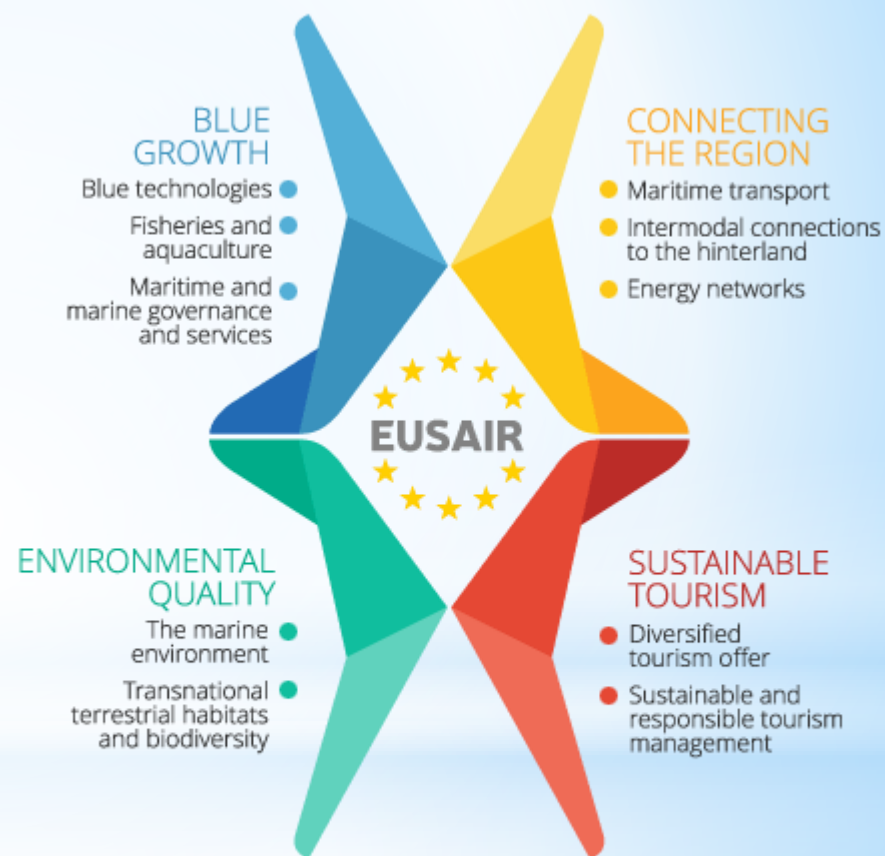 BLUE
GROWTH
Blue technologies
Fisheries and
aquaculture
Maritime and
marine governance
and services
CONNECTING
THE REGION
Maritime transport
Intermodal connections
to the hinterland
Energy networks
EUSAIR
ENVIRONMENTAL
QUALITY
The marine
environment
Transnational
terrestrial habitats
and biodiversity
SUSTAINABLE
TOURISM
Diversified
tourism offer
Sustainable and
responsible tourism
management